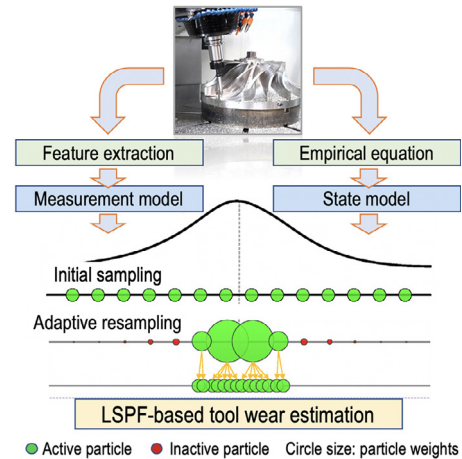 Feature extraction
Empirical equation
Measurement model
State model
Initial sampling
Adaptive resampling
LSPF-based tool wear estimation
Active particle
Inactive particle
Circle size: particle weights